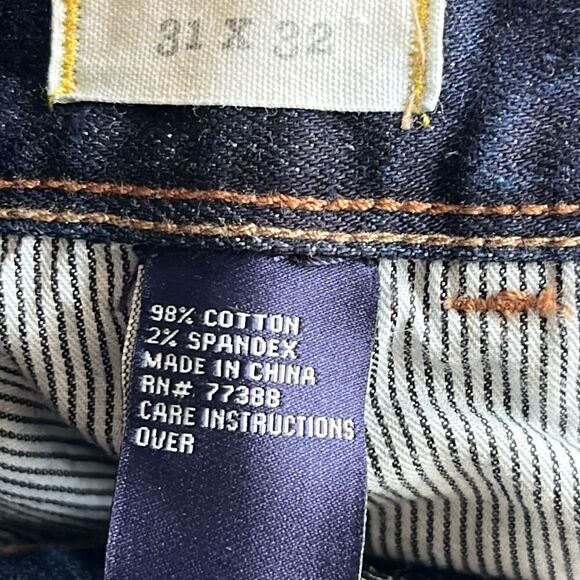 31 X 32
98% COTTON
2% SPANDEX
MADE IN CHINA
RN# 77388
CARE INSTRUCTIONS
OVER